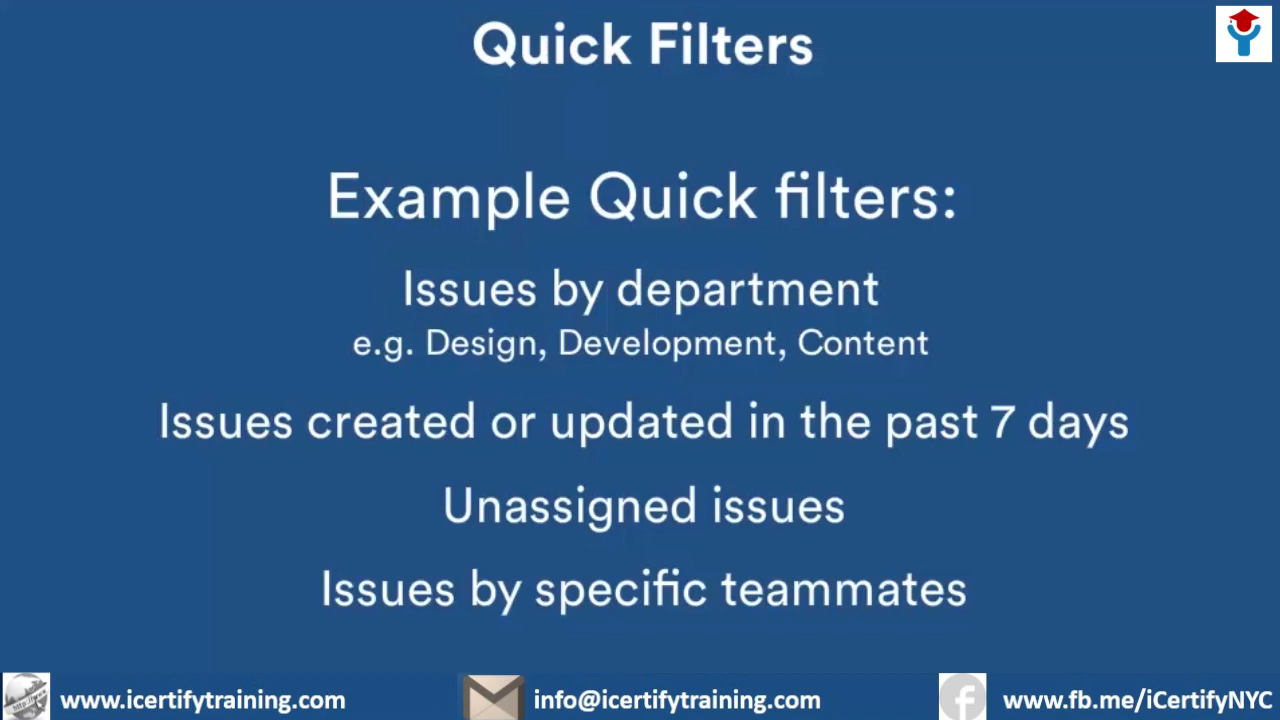 Quick Filters
Example Quick filters:
Issues by department
e.g. Design, Development, Content
Issues created or updated in the past 7 days
Unassigned issues
Issues by specific teammates
www.icertifytraining.com
info@icertifytraining.com
www.fb.me/iCertifyNYC